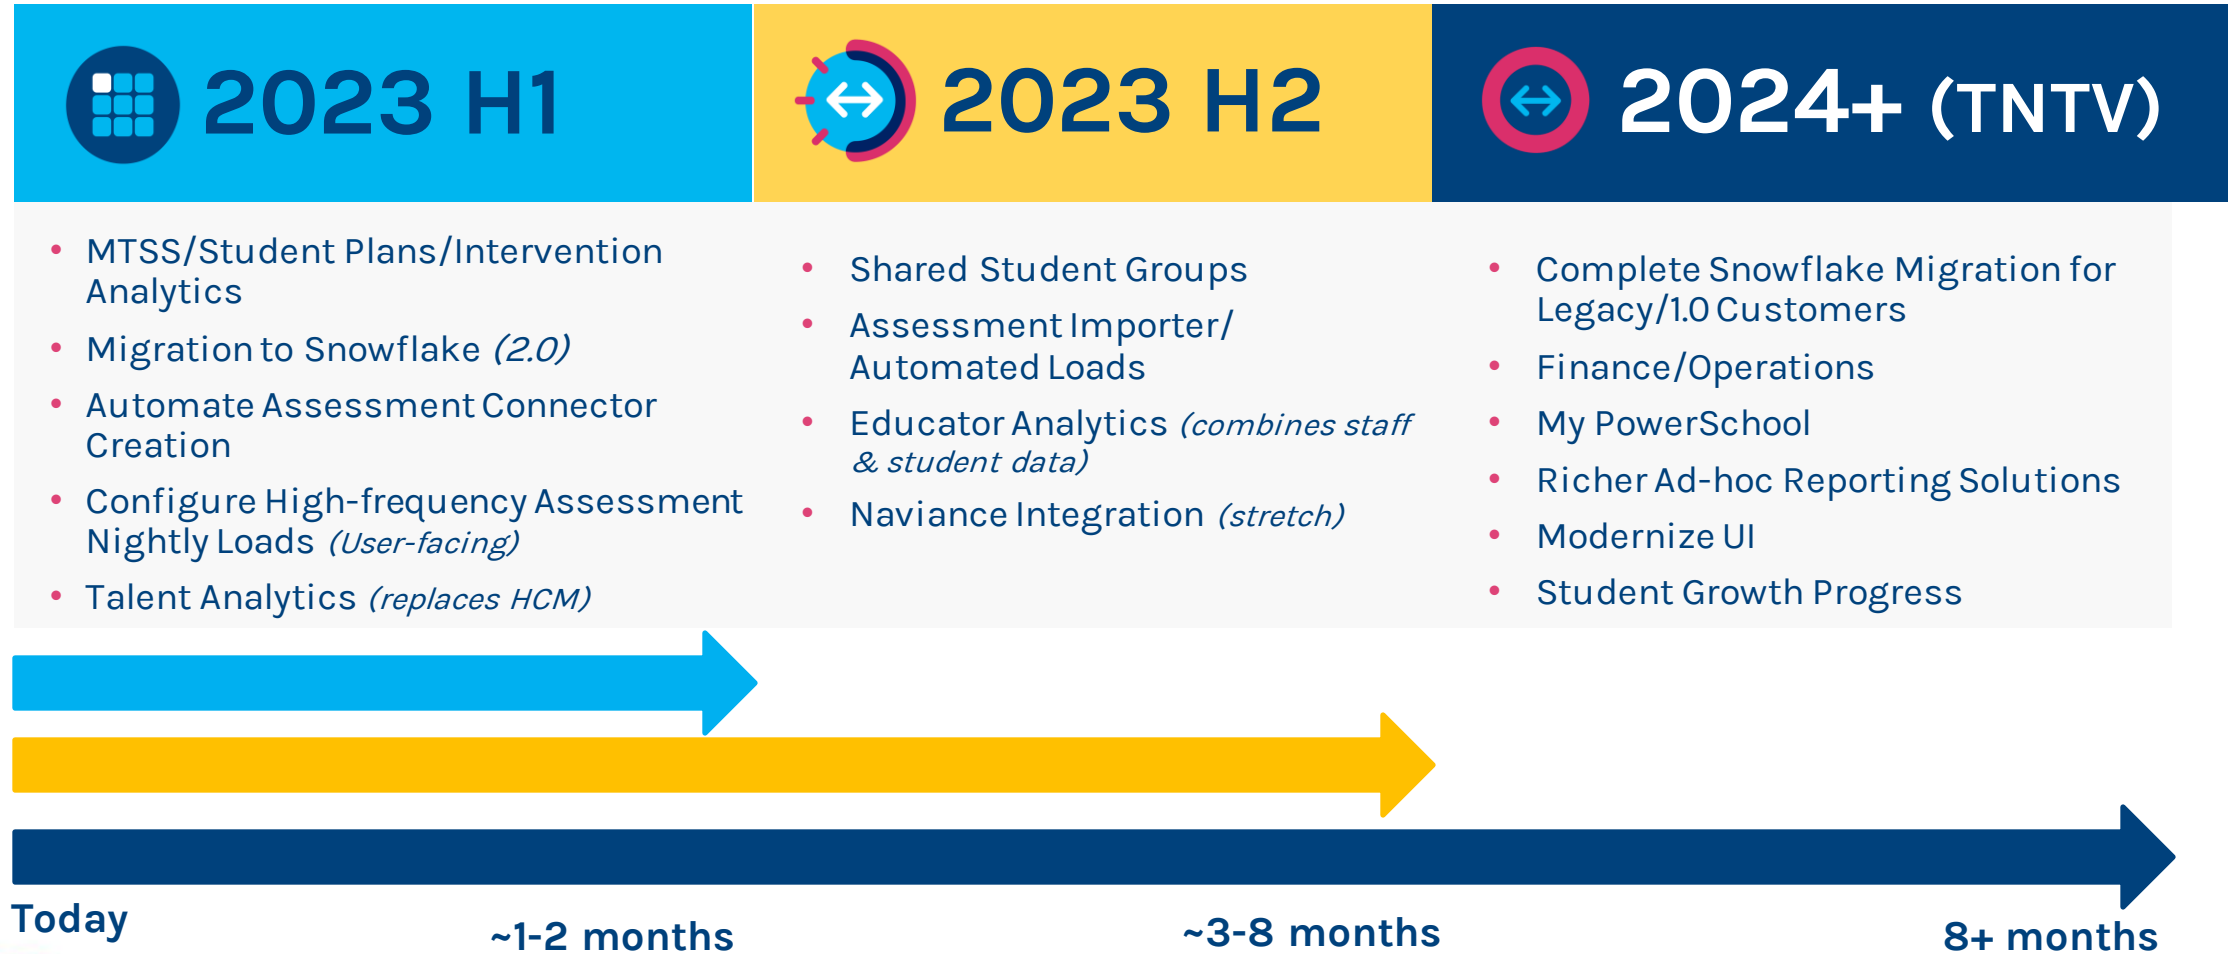 2023 H1
2023 H2
2024+ (TNTV)
• MTSS/Student Plans/Intervention
Analytics
• Migration to Snowflake (2.0)
• Automate Assessment Connector
Creation
• Configure High-frequency Assessment
Nightly Loads (User-facing)
• Talent Analytics (replaces HCM)
• Shared Student Groups
• Assessment Importer/
Automated Loads
• Educator Analytics (combines staff
& student data)
• Naviance Integration (stretch)
• Complete Snowflake Migration for
Legacy/1.0 Customers
• Finance/Operations
• My PowerSchool
• Richer Ad-hoc Reporting Solutions
• Modernize UI
• Student Growth Progress
Today
~1-2 months
~3-8 months
8+ months